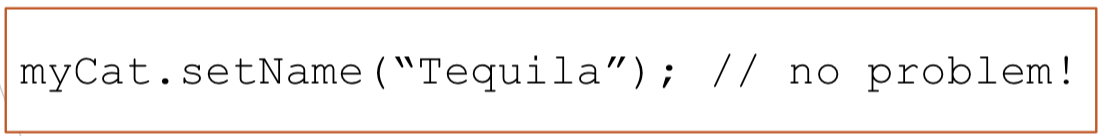 myCat.setName(“Tequila”); // no problem!